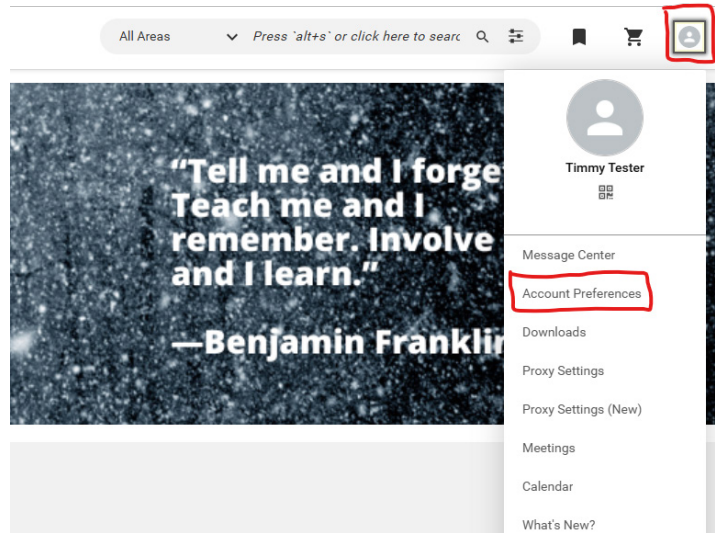 All Areas
Press `alt+s` or click here to searc
“Tell me and I forge
Teach me and I
remember. Involve
and I learn.”
—Benjamin Franklin
Timmy Tester
Message Center
Account Preferences
Downloads
Proxy Settings
Proxy Settings (New)
Meetings
Calendar
What's New?